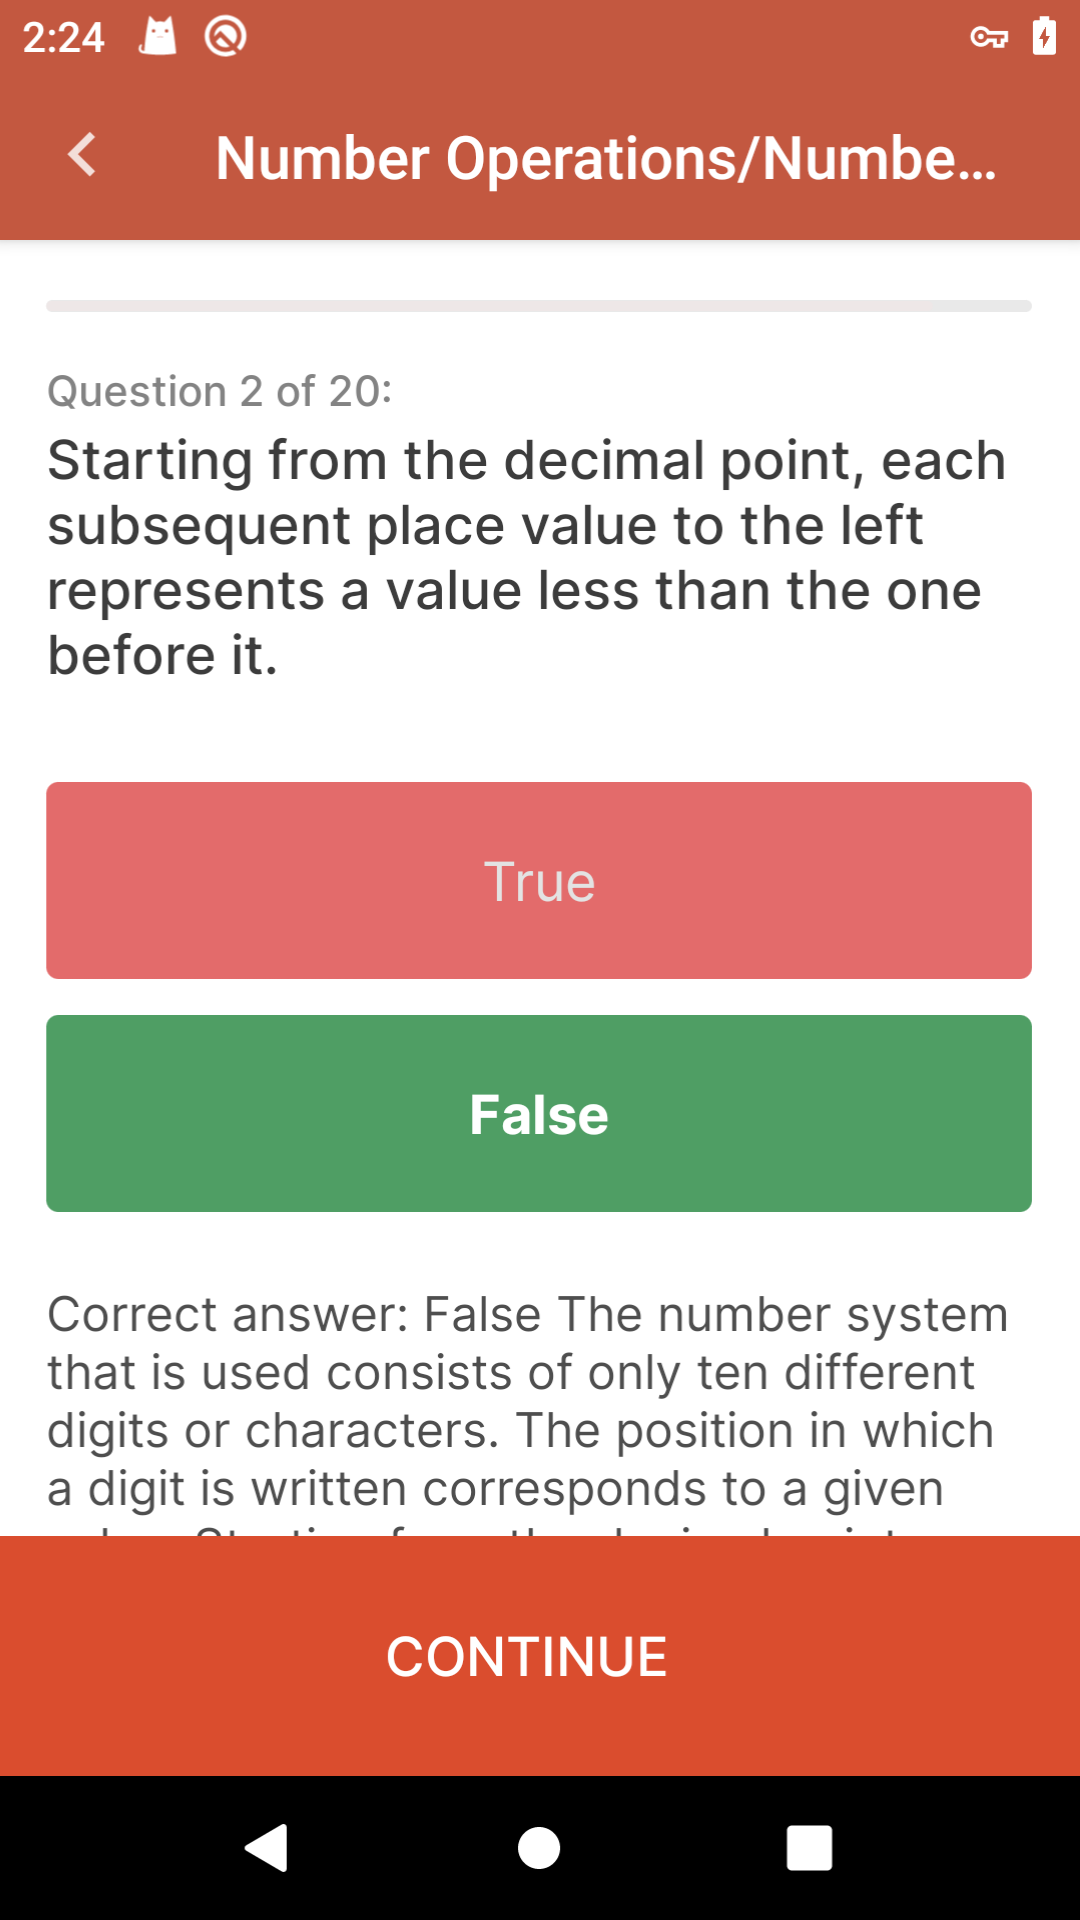 2:24
Number Operations/Numbe...
Question 2 of 20:
Starting from the decimal point, each
subsequent place value to the left
represents a value less than the one
before it.
True
False
Correct answer: False The number system
that is used consists of only ten different
digits or characters. The position in which
a digit is written corresponds to a given
CONTINUE